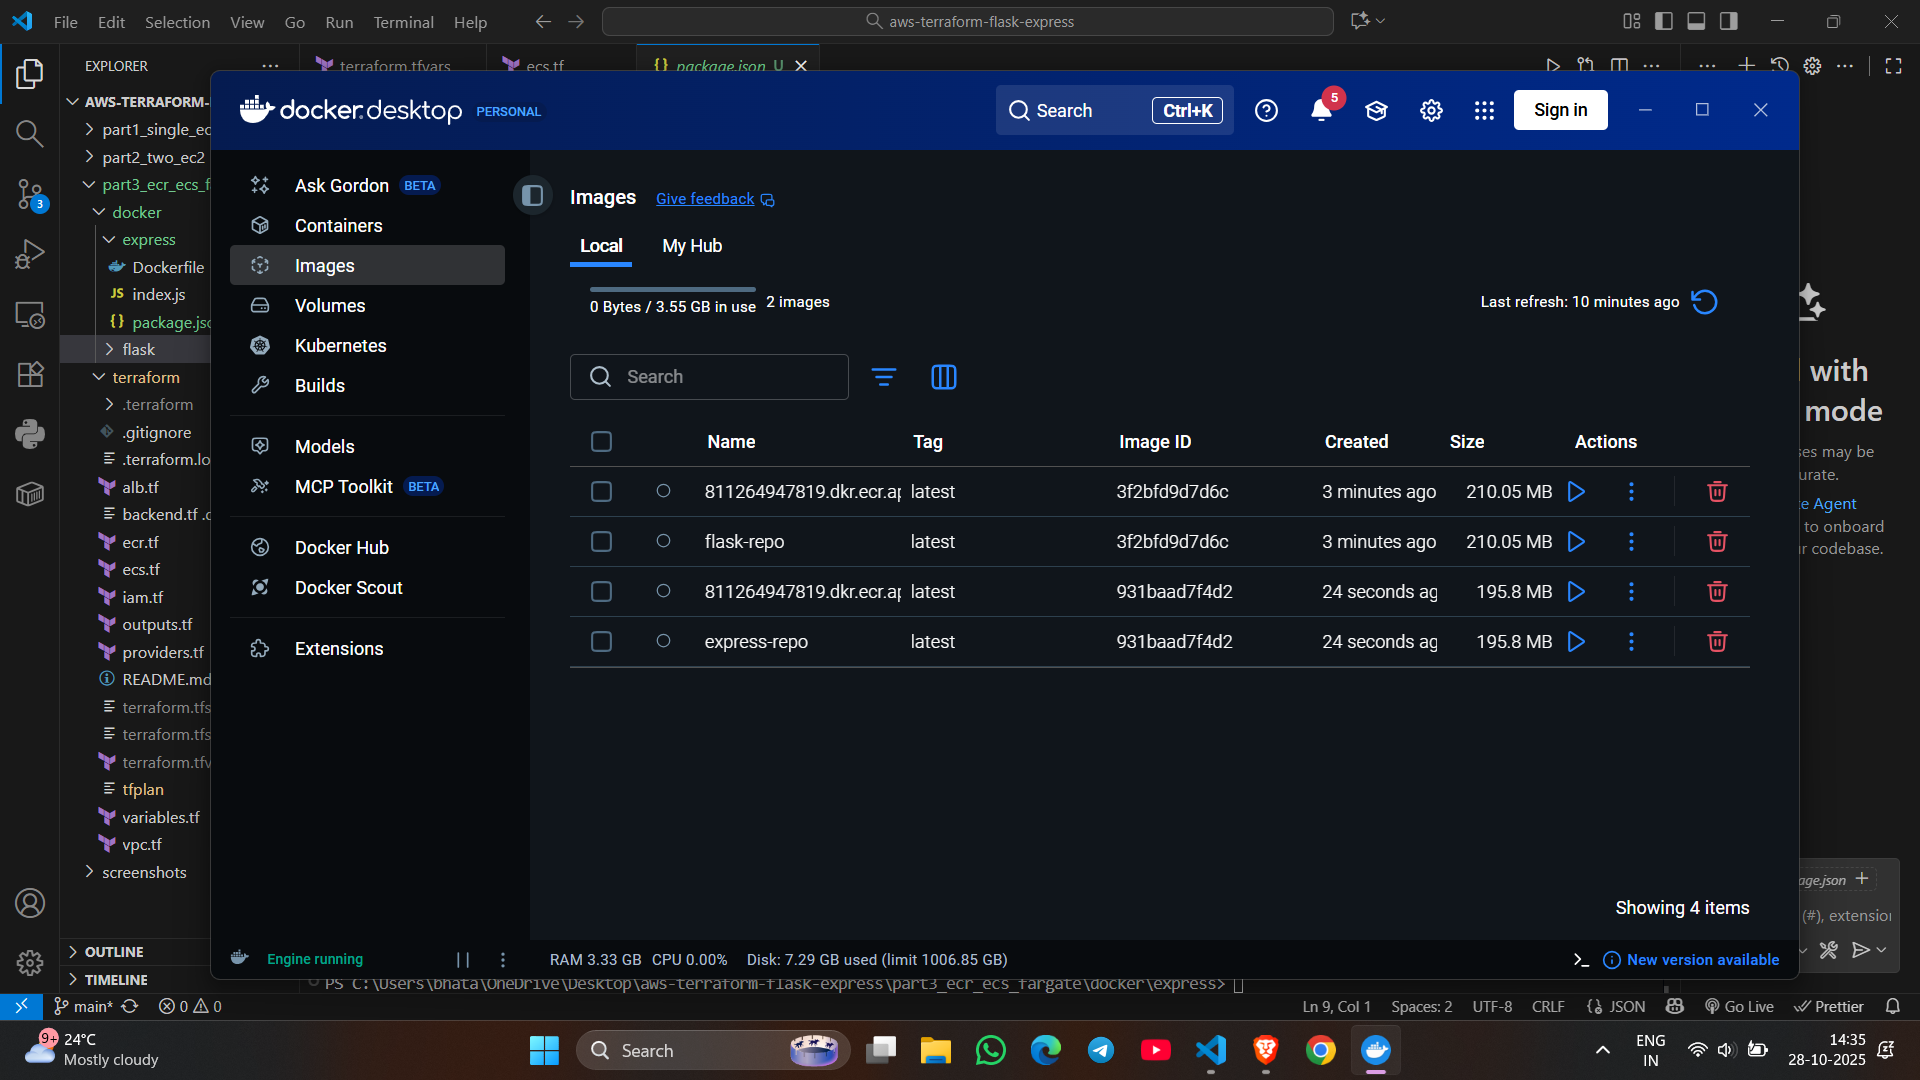 File Edit Selection View Go Run Terminal Help
aws-terraform-flask-express
EXPLORER
terraform.tfvars
ecs.tf
package.json U
AWS-TERRAFORM-
part1_single_ec
part2_two_ec2
part3_ecr_ecs_f
docker
express
Dockerfile
JS index.js
{} package.jso
flask
terraform
.terraform
.gitignore
.terraform.lo
alb.tf
backend.tf .c
ecr.tf
ecs.tf
iam.tf
outputs.tf
providers.tf
README.md
terraform.tfs
terraform.tfs
terraform.tfv
tfplan
variables.tf
vpc.tf
screenshots
OUTLINE
TIMELINE
3
docker.desktop PERSONAL
Search Ctrl+K
5
Sign in
Ask Gordon BETA
Containers
Images
Volumes
Kubernetes
Builds
Models
MCP Toolkit BETA
Docker Hub
Docker Scout
Extensions
Images Give feedback
Local My Hub
0 Bytes / 3.55 GB in use 2 images
Last refresh: 10 minutes ago
Search
Name Tag Image ID Created Size Actions
811264947819.dkr.ecr.ap latest 3f2bfd9d7d6c 3 minutes ago 210.05 MB
flask-repo latest 3f2bfd9d7d6c 3 minutes ago 210.05 MB
811264947819.dkr.ecr.ap latest 931baad7f4d2 24 seconds ag 195.8 MB
express-repo latest 931baad7f4d2 24 seconds ag 195.8 MB
Showing 4 items
Engine running
RAM 3.33 GB CPU 0.00% Disk: 7.29 GB used (limit 1006.85 GB)
New version available
with
mode
ses may be
urate.
e Agent
to onboard
r codebase.
age.json
(#), extension
PS C:\Users\bhata\OneDrive\Desktop\aws-terraform-flask-express\part3_ecr_ecs_fargate\docker\express>
main* 0 0
Ln 9, Col 1 Spaces: 2 UTF-8 CRLF {} JSON Go Live Prettier
9+
24°C
Mostly cloudy
Search
ENG
IN
14:35
28-10-2025